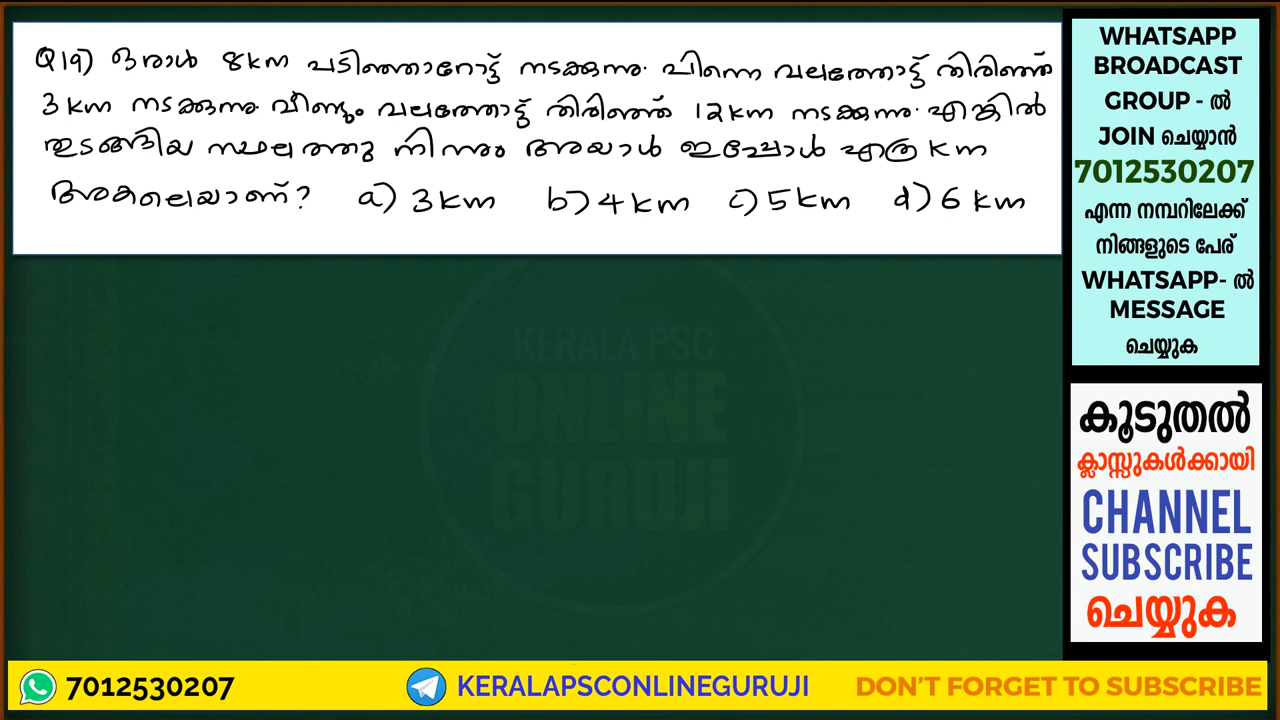 Q19) ഒരാൾ 8km പടിഞ്ഞാറോട്ട് നടക്കുന്നു. പിന്നെ വലത്തോട്ട് തിരിഞ്ഞ്
3km നടക്കുന്നു. വീണ്ടും വലത്തോട്ട് തിരിഞ്ഞ് 12km നടക്കുന്നു. എങ്കിൽ
തുടങ്ങിയ സ്ഥലത്തു നിന്നും അയാൾ ഇപ്പോൾ എത്ര km
അകലെയാണ്? a) 3km b) 4km c) 5km d) 6km
KERALA PSC
ONLINE
GURUJI
WHATSAPP
BROADCAST
GROUP - ൽ
JOIN ചെയ്യാൻ
7012530207
എന്ന നമ്പറിലേക്ക്
നിങ്ങളുടെ പേര്
WHATSAPP- ൽ
MESSAGE
ചെയ്യുക
കൂടുതൽ
ക്ലാസ്സുകൾക്കായി
CHANNEL
SUBSCRIBE
ചെയ്യുക
7012530207 KERALAPSCONLINEGURUJI DON'T FORGET TO SUBSCRIBE